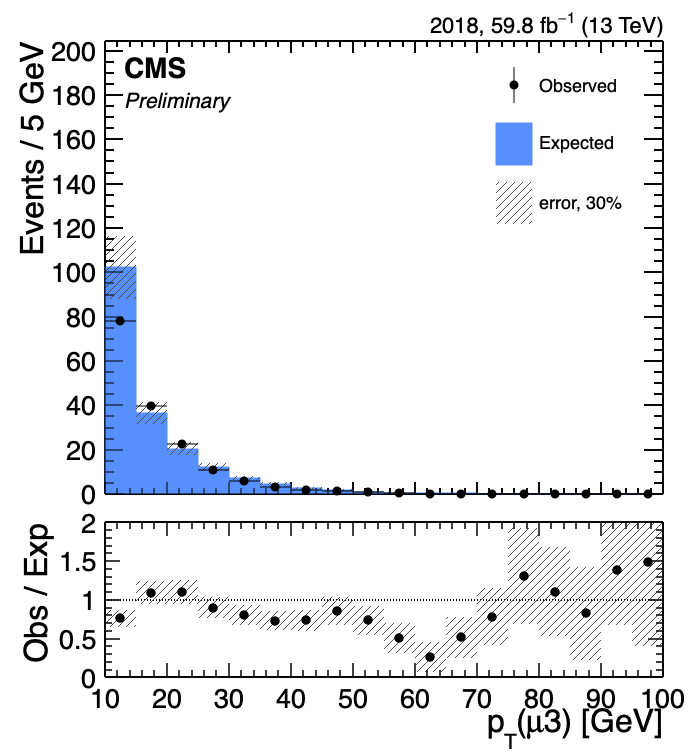 2018, 59.8 fb⁻¹ (13 TeV)
CMS
Preliminary
Observed
Expected
error, 30%
Events / 5 GeV
200
180
160
140
120
100
80
60
40
20
0
Obs / Exp
2
1.5
1
0.5
0
10 20 30 40 50 60 70 80 90 100
p_T(μ3) [GeV]